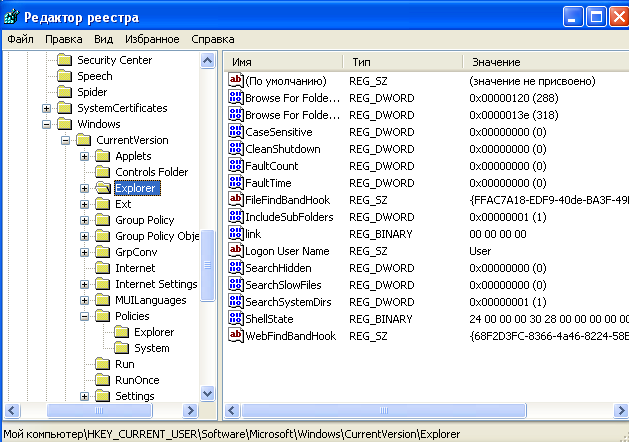 Редактор реестра
Файл Правка Вид Избранное Справка
Security Center
Speech
Spider
SystemCertificates
Windows
CurrentVersion
Applets
Controls Folder
Explorer
Ext
Group Policy
Group Policy Obje
GrpConv
Internet
Internet Settings
MUILanguages
Policies
Explorer
System
Run
RunOnce
Settings
Имя Тип Значение
(По умолчанию) REG_SZ (значение не присвоено)
Browse For Folde... REG_DWORD 0x00000120 (288)
Browse For Folde... REG_DWORD 0x0000013e (318)
CaseSensitive REG_DWORD 0x00000000 (0)
CleanShutdown REG_DWORD 0x00000000 (0)
FaultCount REG_DWORD 0x00000000 (0)
FaultTime REG_DWORD 0x00000000 (0)
FileFindBandHook REG_SZ {FFAC7A18-EDF9-40de-BA3F-49
IncludeSubFolders REG_DWORD 0x00000001 (1)
link REG_BINARY 00 00 00 00
Logon User Name REG_SZ User
SearchHidden REG_DWORD 0x00000000 (0)
SearchSlowFiles REG_DWORD 0x00000000 (0)
SearchSystemDirs REG_DWORD 0x00000001 (1)
ShellState REG_BINARY 24 00 00 00 30 28 00 00 00 00 00
WebFindBandHook REG_SZ {68F2D3FC-8366-4a46-8224-58E
Мой компьютер\HKEY_CURRENT_USER\Software\Microsoft\Windows\CurrentVersion\Explorer